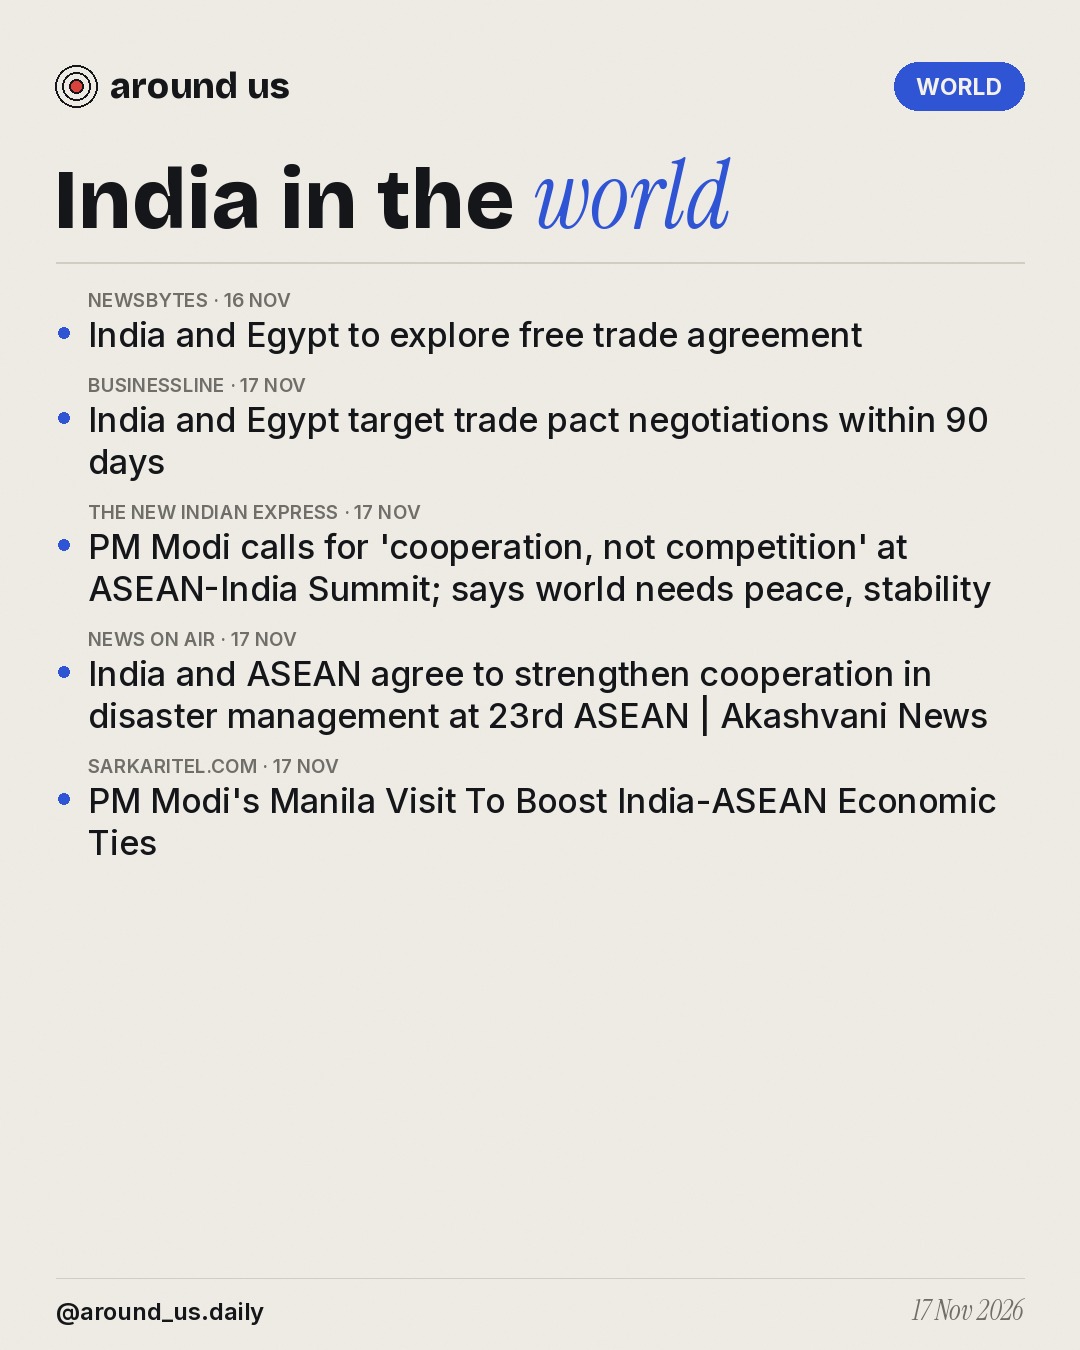 around us
WORLD
India in the world
NEWSBYTES · 16 NOV
India and Egypt to explore free trade agreement
BUSINESSLINE · 17 NOV
India and Egypt target trade pact negotiations within 90
days
THE NEW INDIAN EXPRESS · 17 NOV
PM Modi calls for 'cooperation, not competition' at
ASEAN-India Summit; says world needs peace, stability
NEWS ON AIR · 17 NOV
India and ASEAN agree to strengthen cooperation in
disaster management at 23rd ASEAN | Akashvani News
SARKARITEL.COM · 17 NOV
PM Modi's Manila Visit To Boost India-ASEAN Economic
Ties
@around_us.daily
17 Nov 2026